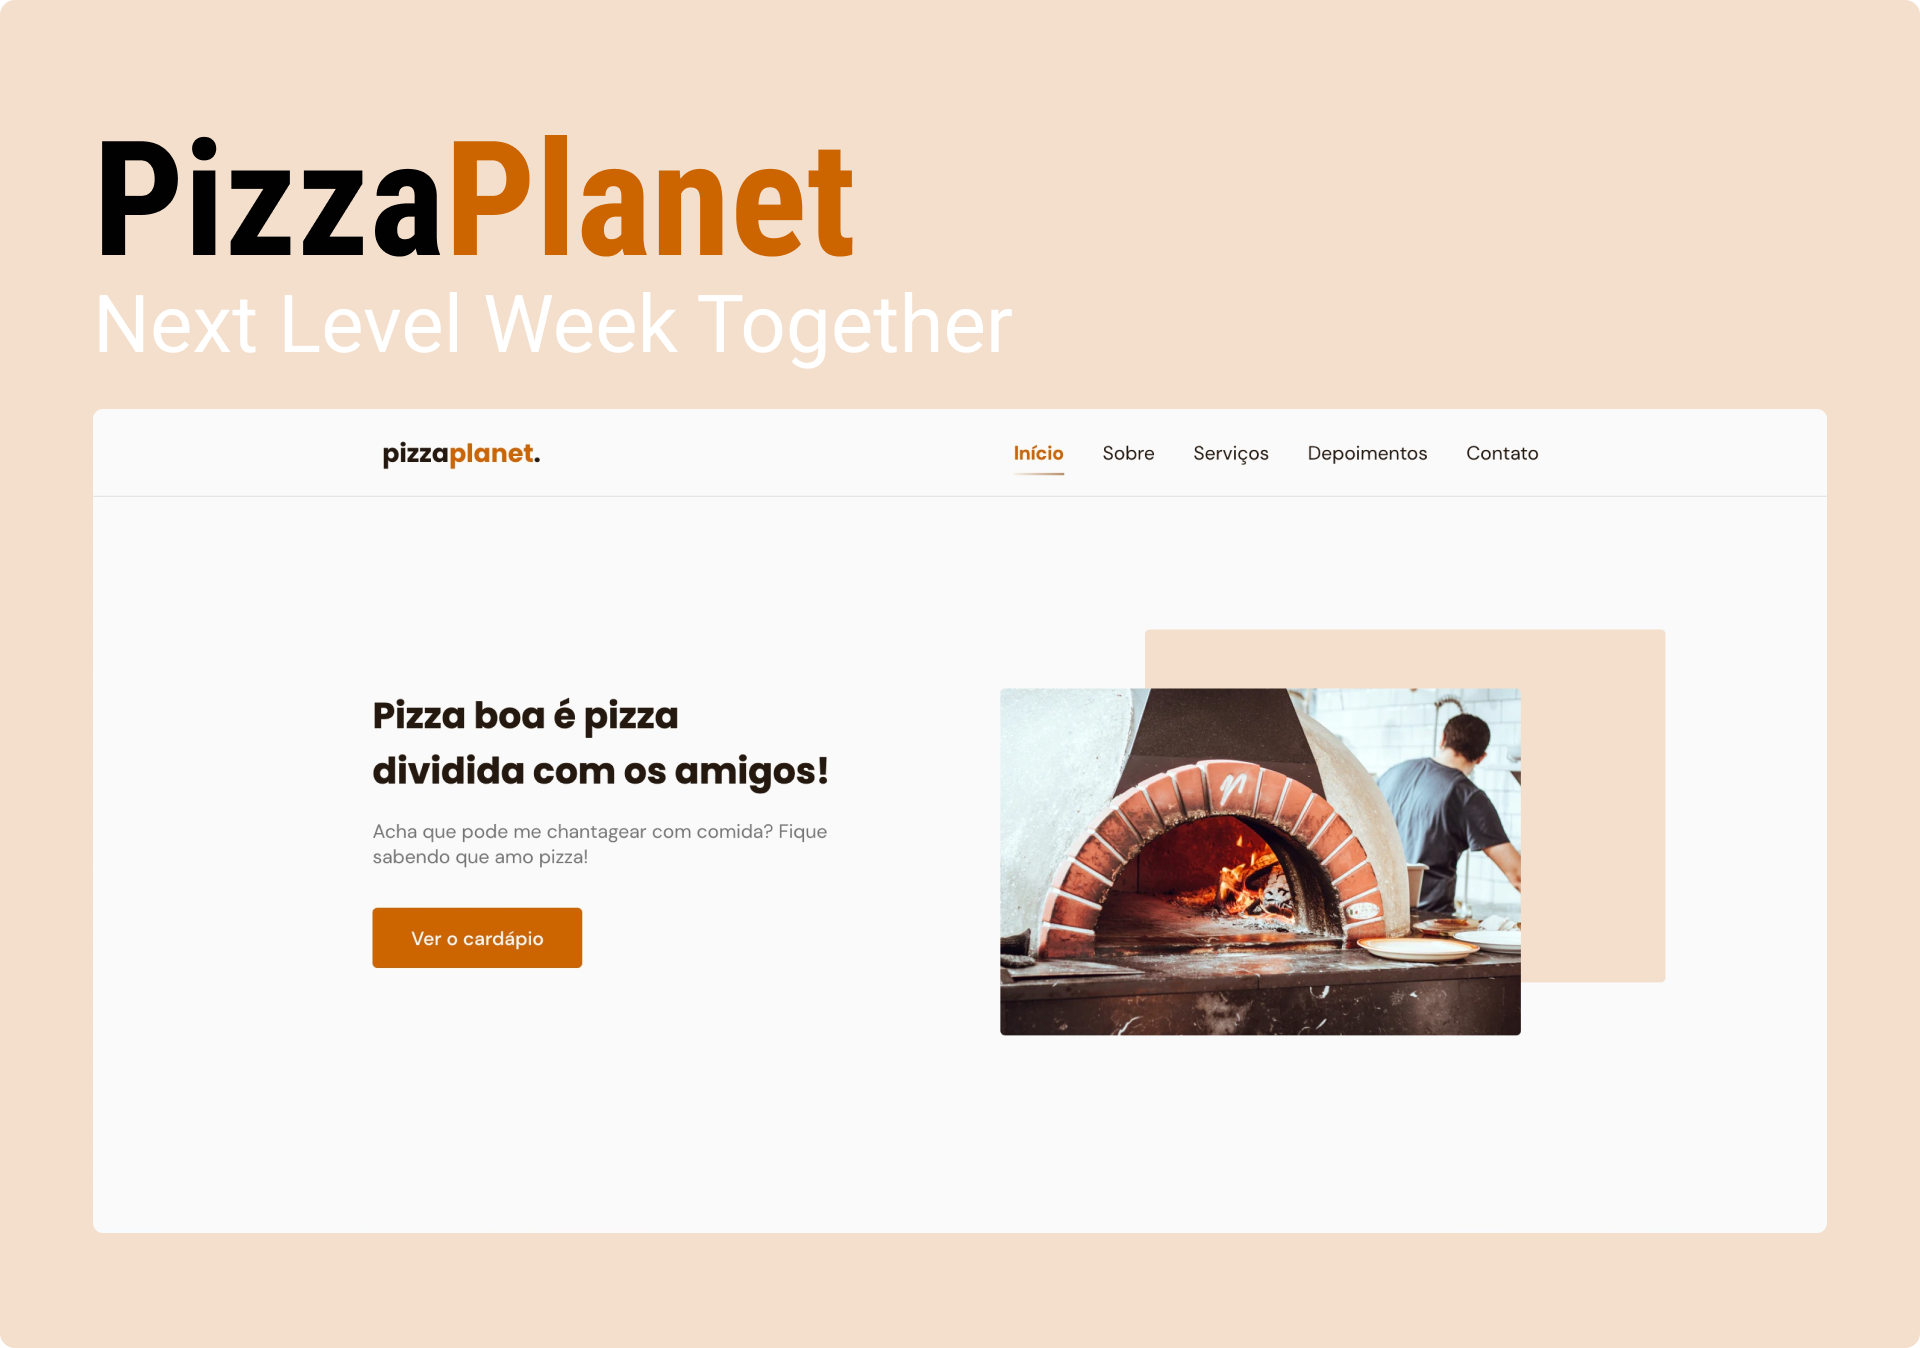 PizzaPlanet
Next Level Week Together
pizzaplanet.
Início Sobre Serviços Depoimentos Contato
Pizza boa é pizza
dividida com os amigos!
Acha que pode me chantagear com comida? Fique
sabendo que amo pizza!
Ver o cardápio